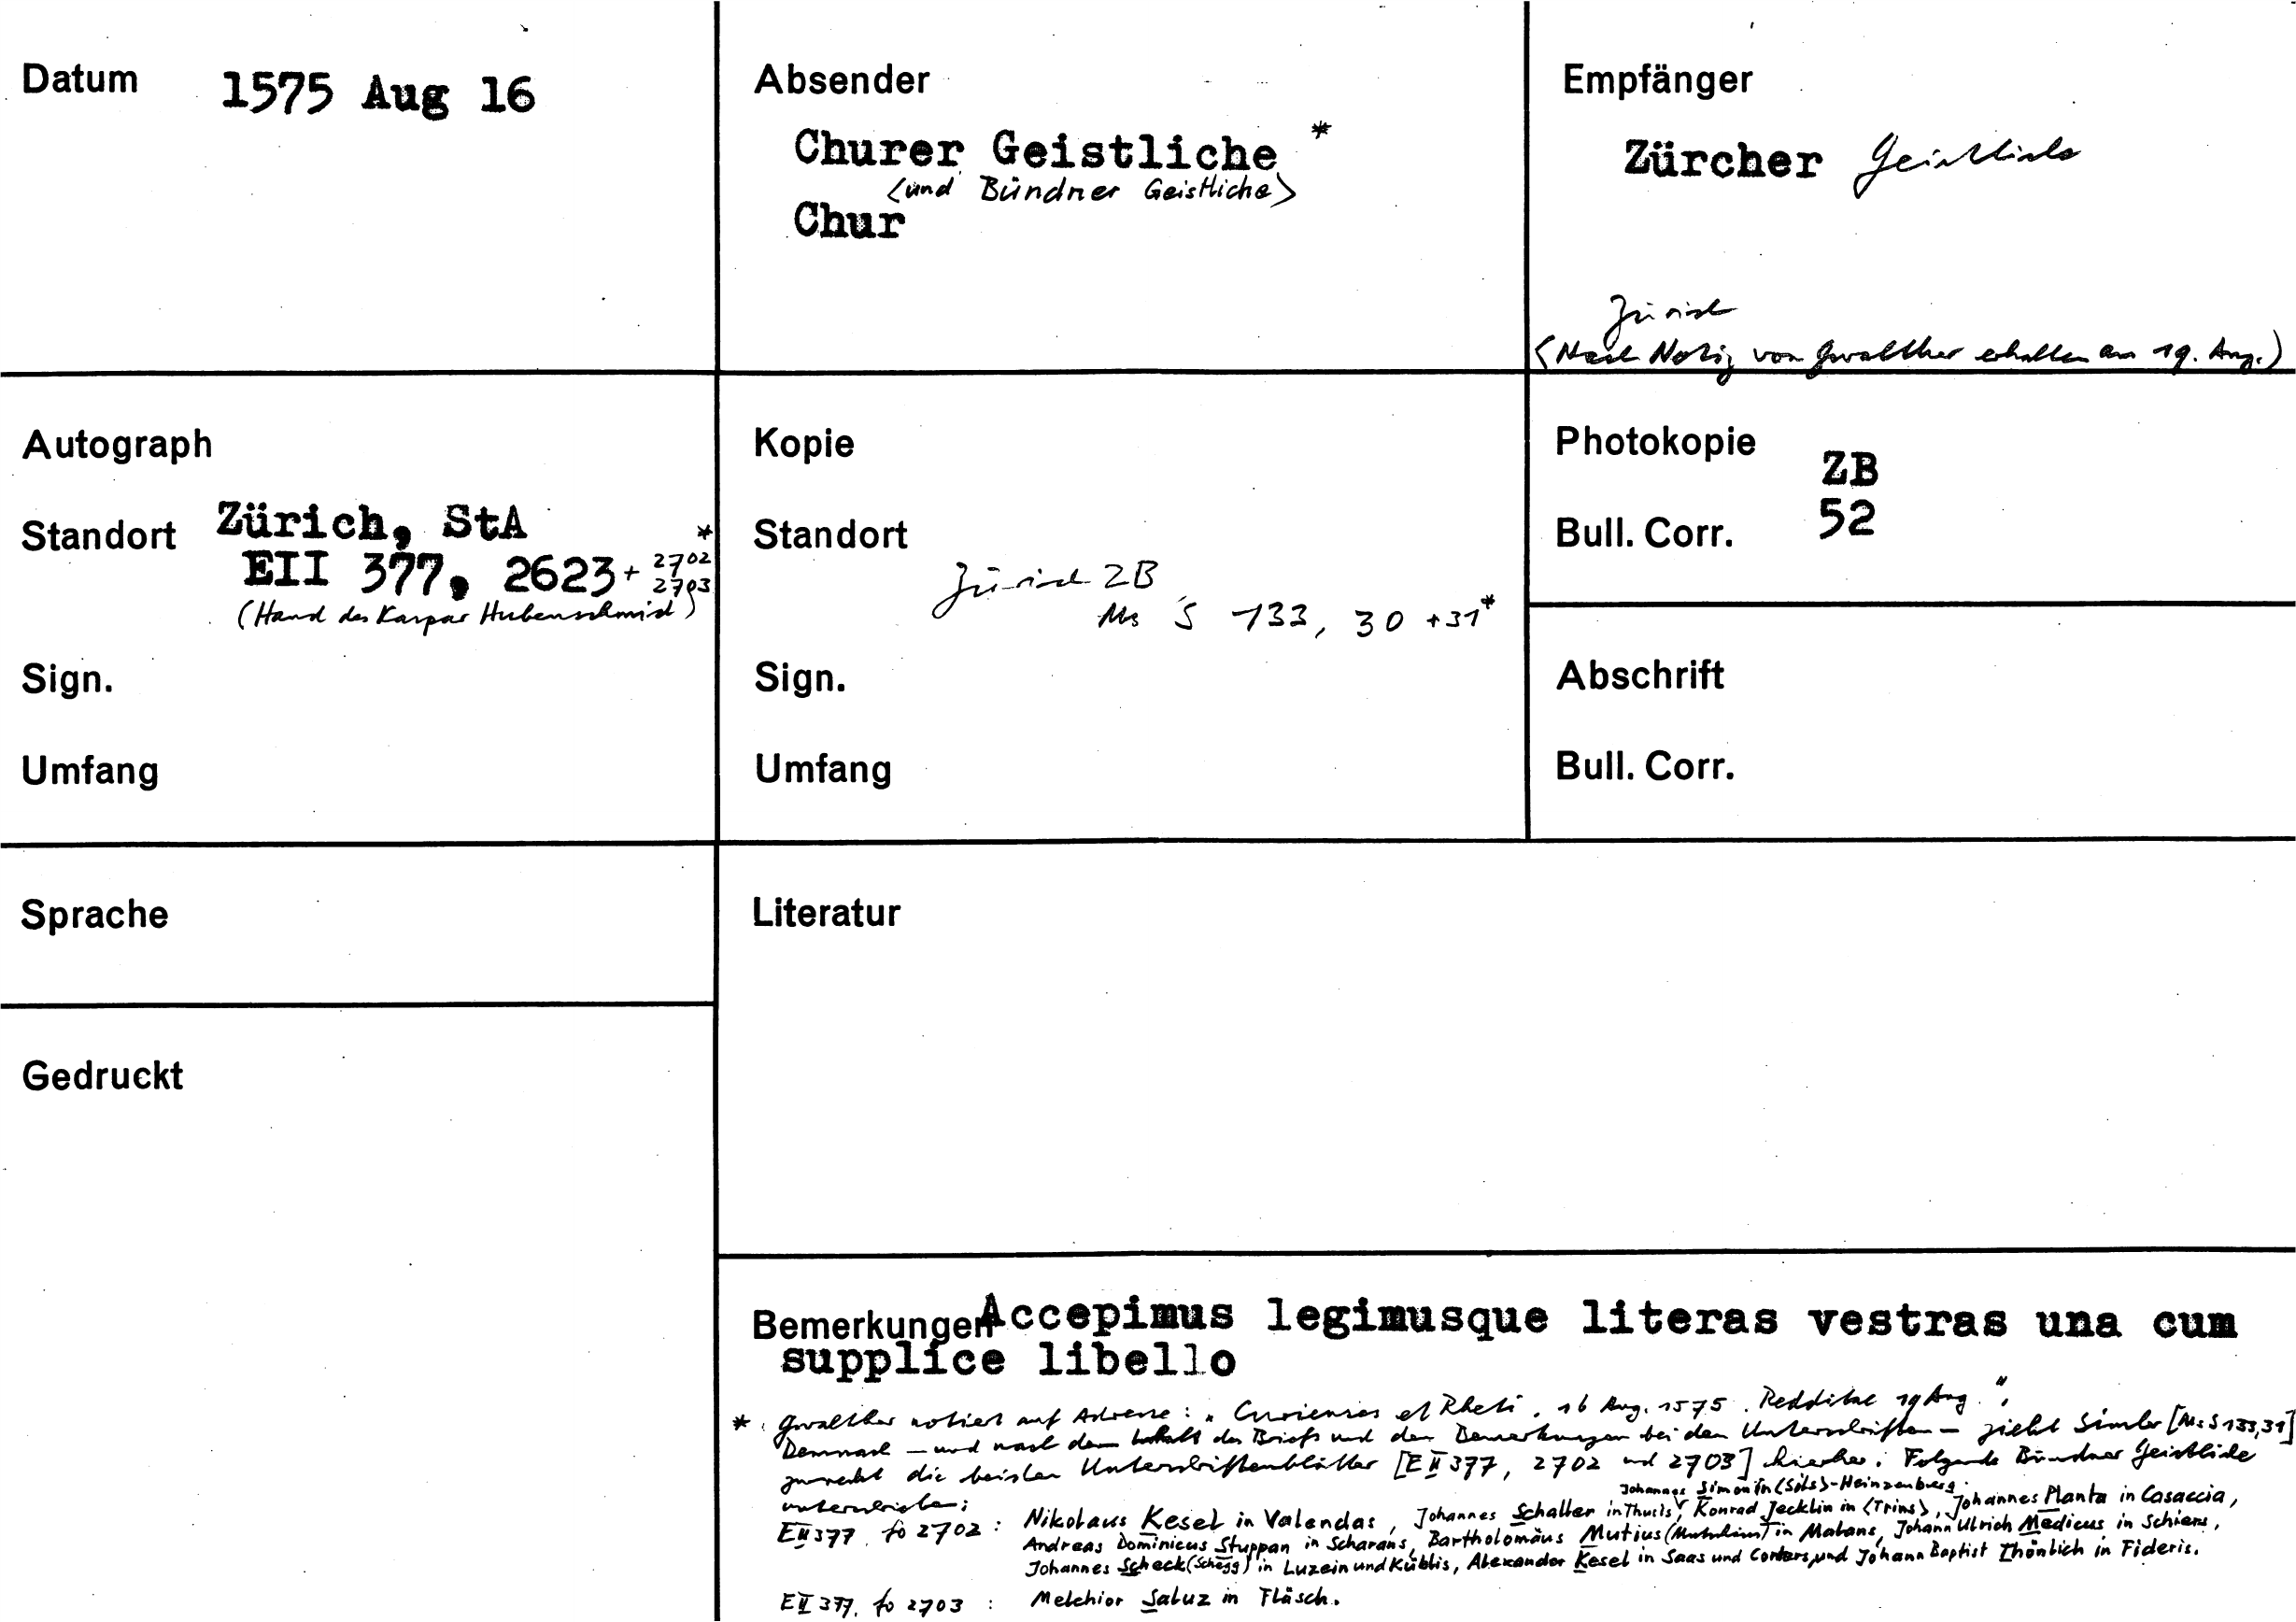 Datum 1575 Aug 16
Absender
Churer Geistliche *
<und Bündner Geistliche>
Chur
Empfänger
Zürcher Geistliche
Zürich
(Nach Notiz von Gwalther erhalten am 19. Aug.)
Autograph
Standort Zürich, StA *
EII 377, 2623 + 2702
2703
(Hand des Kaspar Hubenschmid)
Sign.
Umfang
Kopie
Standort
Zürich ZB
Ms S 133, 30 + 31*
Sign.
Umfang
Photokopie ZB
Bull. Corr. 52
Abschrift
Bull. Corr.
Sprache
Literatur
Gedruckt
Bemerkungen Accepimus legimusque literas vestras una cum
supplice libello
* Gwalther notiert auf Adresse: "Curienses et Rheti. 16 Aug. 1575. Redditae 19 Aug.".
Demnach – und nach dem Inhalt des Briefs und den Bemerkungen bei den Unterschriften – zieht Simler [Ms S 133,31]
zurecht die beiden Unterschriftenblätter [E II 377, 2702 und 2703] hierher. Folgende Bündner Geistliche
unterschrieben:
Johannes Simon in <Sils>-Heinzenberg
EII 377, fo 2702: Nikolaus Kesel in Valendas, Johannes Schalter in Thusis, Konrad Jecklin in <Trins>, Johannes Planta in Casaccia,
Andreas Dominicus Stuppan in Scharans, Bartholomäus Mutius in Malans, Johann Ulrich Medicus in Schiers,
Johannes Scheck (Schegg) in Luzein und Küblis, Alexander Kesel in Saas und Conters, und Johann Baptist Thönlich in Fideris.
EII 377, fo 2703: Melchior Saluz in Fläsch.